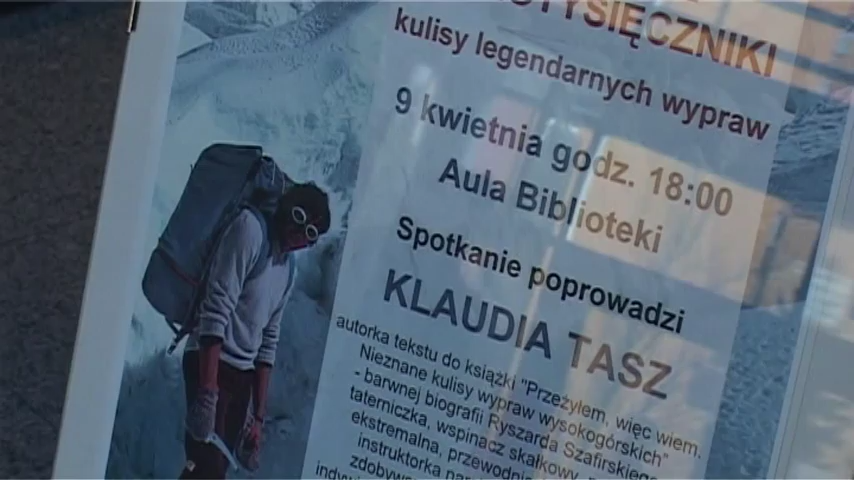 kulisy legendarnych wypraw
9 kwietnia godz. 18:00
Aula Biblioteki
Spotkanie poprowadzi
KLAUDIA TASZ
autorka tekstu do książki "Przeżyłem, więc wiem.
Nieznane kulisy wypraw wysokogórskich"
- barwnej biografii Ryszarda Szafirskiego
taterniczka, wspinacz skałkowy,
ekstremalna,
instruktorka